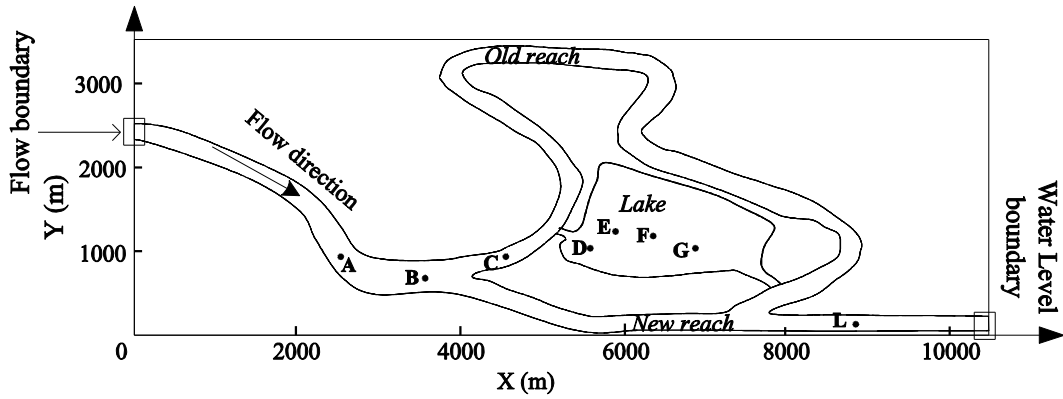 Flow boundary
Y (m)
3000
2000
1000
0
Flow direction
Old reach
Lake
A
B
C
D
E
F
G
L
New reach
Water Level
boundary
2000
4000
6000
8000
10000
X (m)